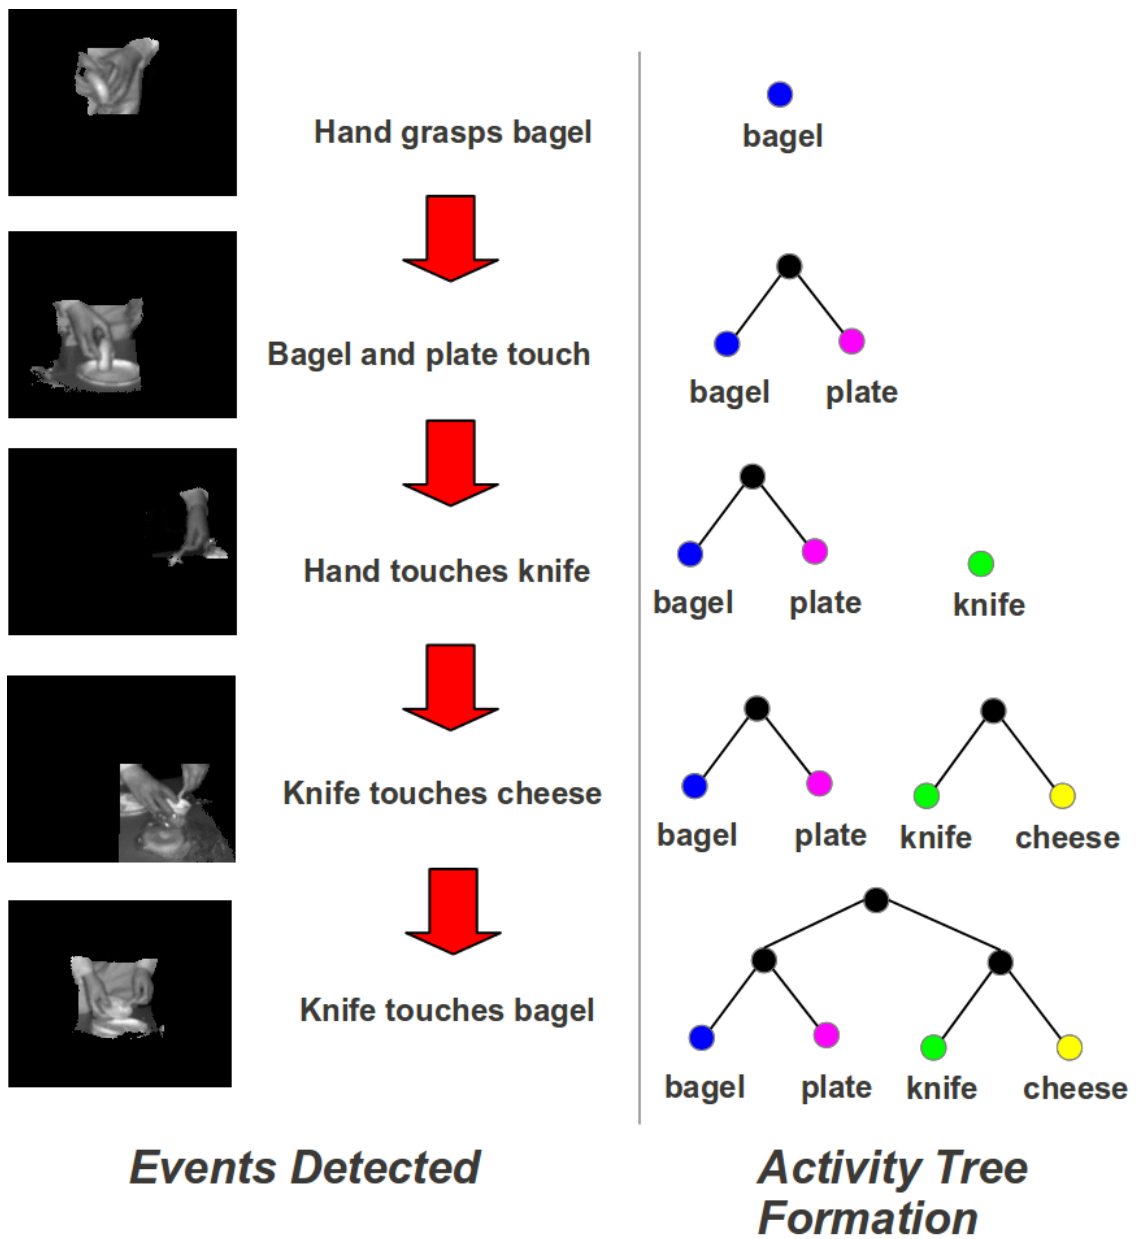 Hand grasps bagel
bagel
Bagel and plate touch
bagel plate
Hand touches knife
bagel plate knife
Knife touches cheese
bagel plate knife cheese
Knife touches bagel
bagel plate knife cheese
Events Detected
Activity Tree
Formation